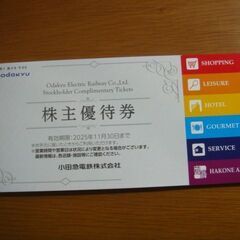 odakyu
Odakyu Electric Railway Co.,Ltd.
Stockholder Complimentary Tickets
株主優待券
有効期限:2025年11月30日まで
小田急電鉄株式会社
SHOPPING
LEISURE
HOTEL
GOURMET
SERVICE
HAKONE A